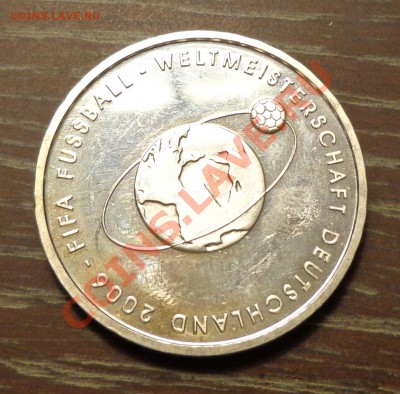 COINS.LAVE.RU
FIFA FUSSBALL - WELTMEISTERSCHAFT DEUTSCHLAND 2006 -
COINS.LAVE.RU